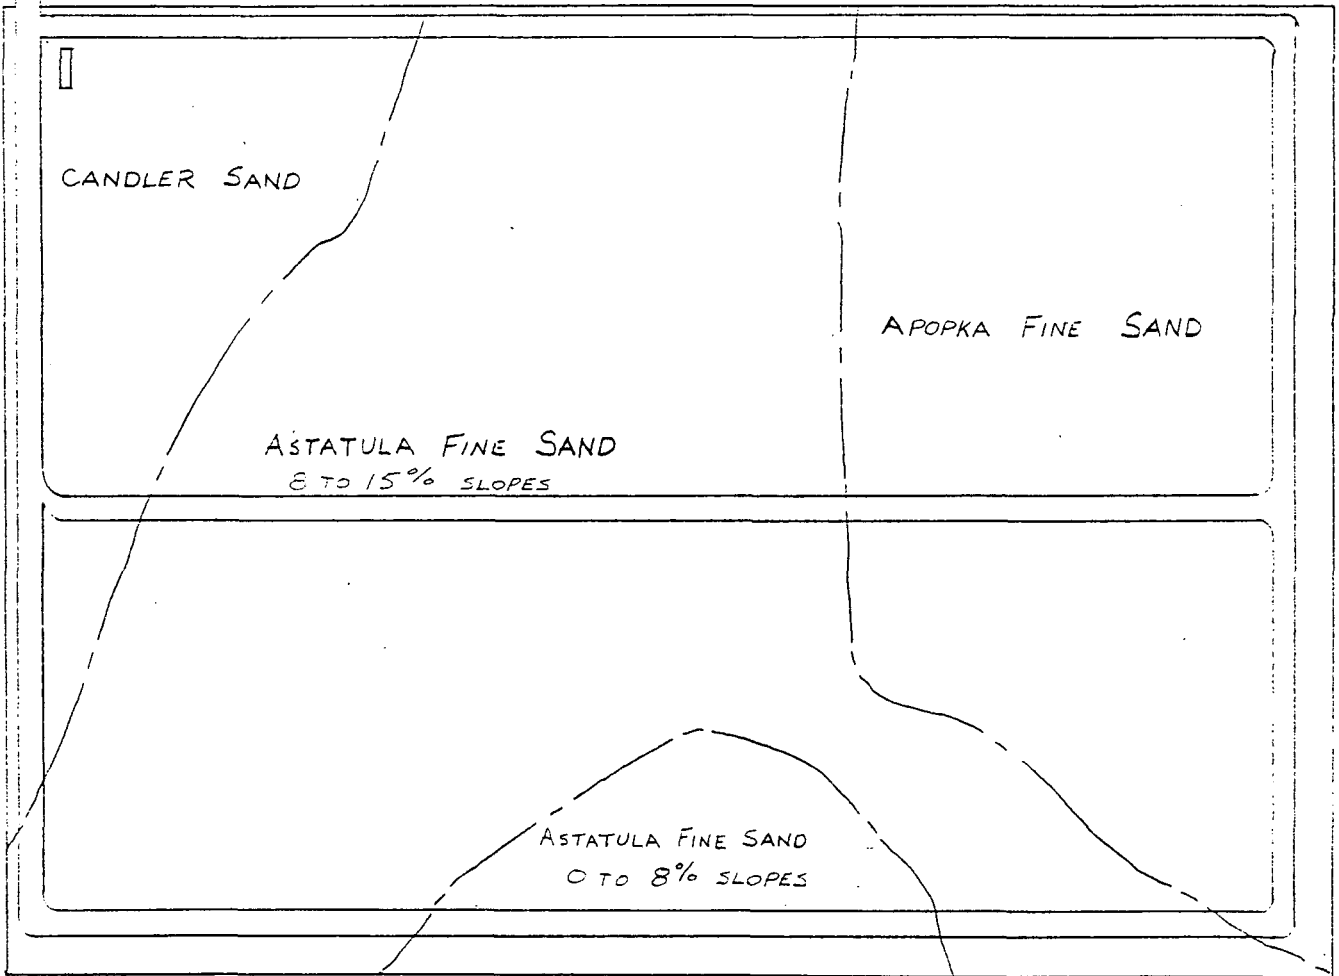 CANDLER SAND
APOPKA FINE SAND
ASTATULA FINE SAND
8 TO 15% SLOPES
ASTATULA FINE SAND
0 TO 8% SLOPES